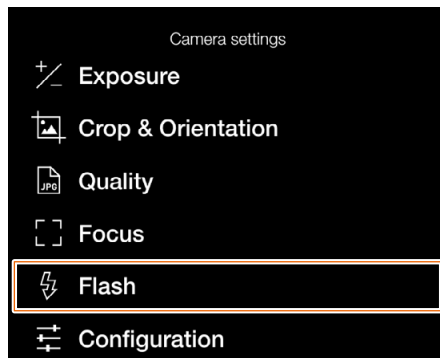 Camera settings
Exposure
Crop & Orientation
JPG Quality
Focus
Flash
Configuration